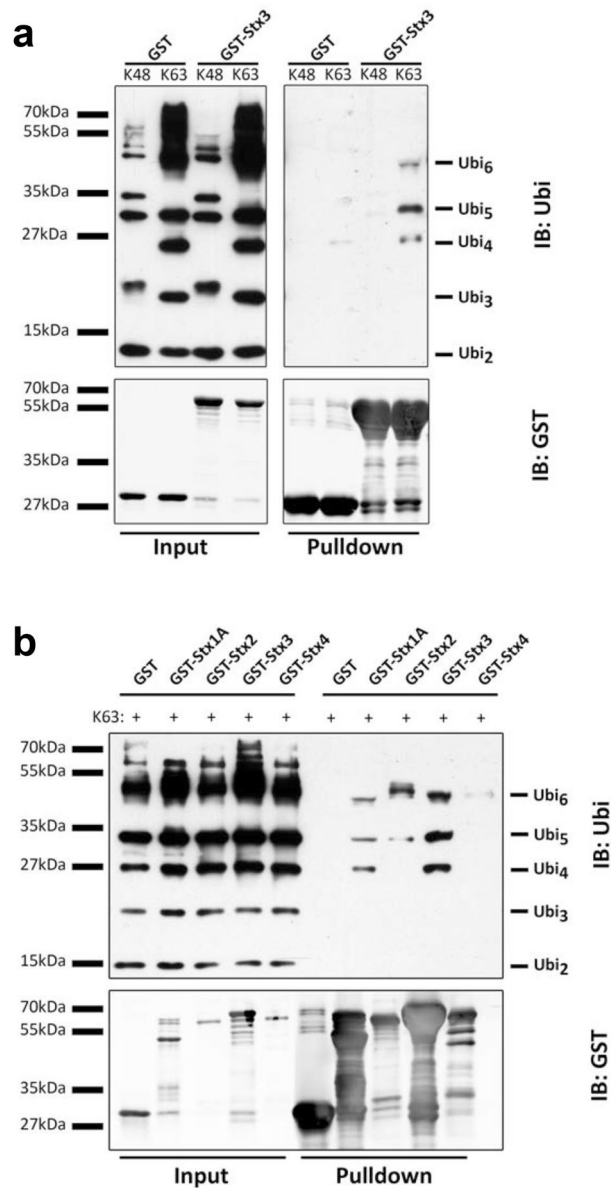 a
GST GST-Stx3 GST GST-Stx3
K48 K63 K48 K63 K48 K63 K48 K63
70kDa
55kDa
35kDa
27kDa
15kDa
Ubi6
Ubi5
Ubi4
Ubi3
Ubi2
IB: Ubi
70kDa
55kDa
35kDa
27kDa
IB: GST
Input Pulldown
b
GST GST-Stx1A GST-Stx2 GST-Stx3 GST-Stx4 GST GST-Stx1A GST-Stx2 GST-Stx3 GST-Stx4
K63: + + + + + + + + + +
70kDa
55kDa
35kDa
27kDa
15kDa
Ubi6
Ubi5
Ubi4
Ubi3
Ubi2
IB: Ubi
70kDa
55kDa
35kDa
27kDa
IB: GST
Input Pulldown